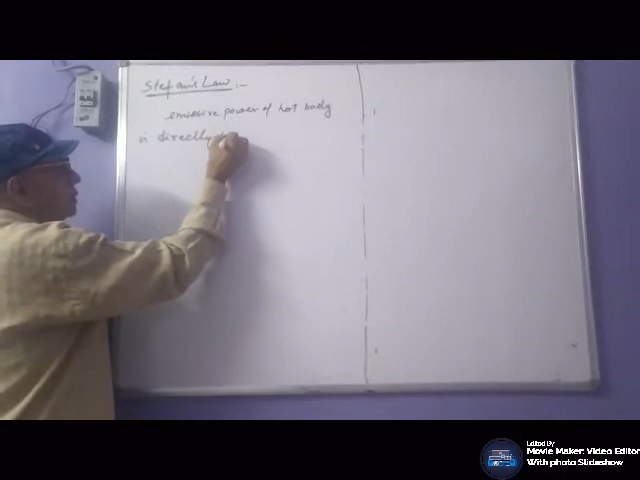 Stefan's Law :-
emissive power of hot body
is directly
Edited By
Movie Maker: Video Editor
With photo Slideshow